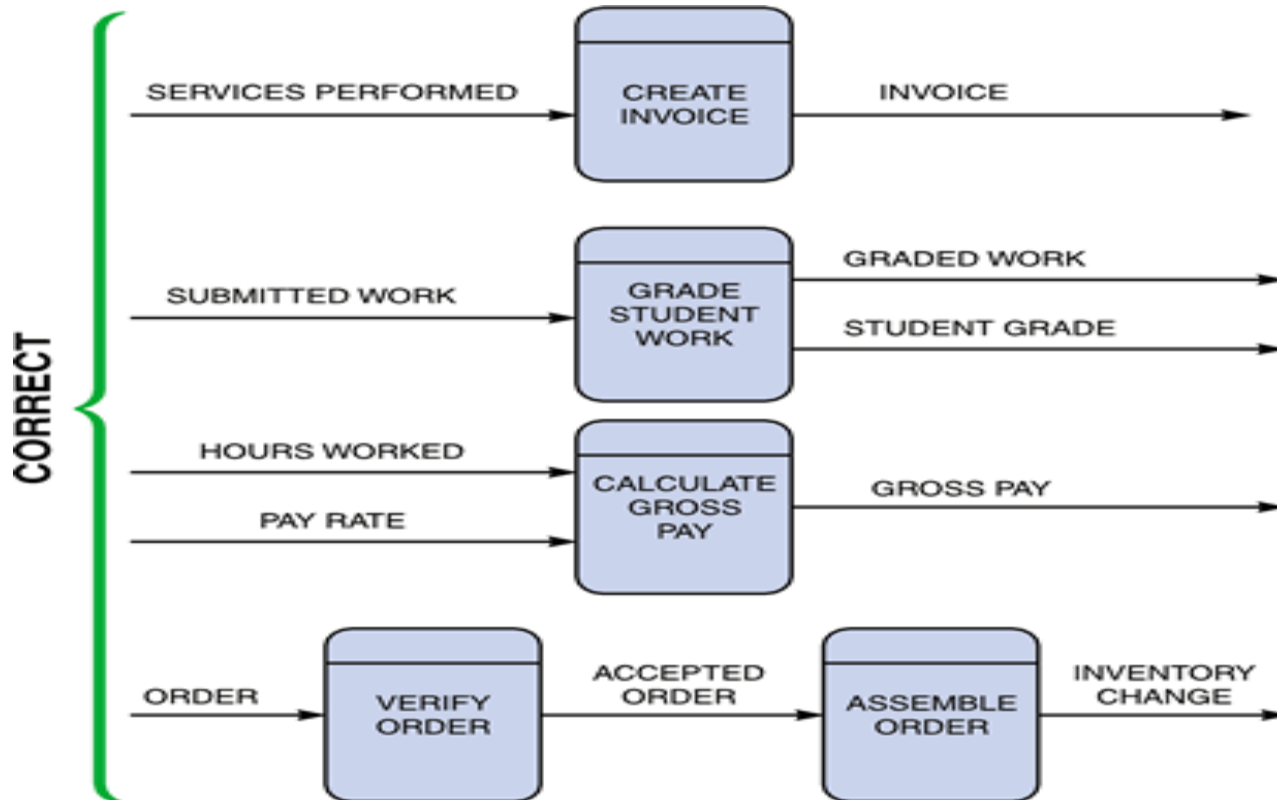 CORRECT
SERVICES PERFORMED
CREATE
INVOICE
INVOICE
SUBMITTED WORK
GRADE
STUDENT
WORK
GRADED WORK
STUDENT GRADE
HOURS WORKED
PAY RATE
CALCULATE
GROSS
PAY
GROSS PAY
ORDER
VERIFY
ORDER
ACCEPTED
ORDER
ASSEMBLE
ORDER
INVENTORY
CHANGE